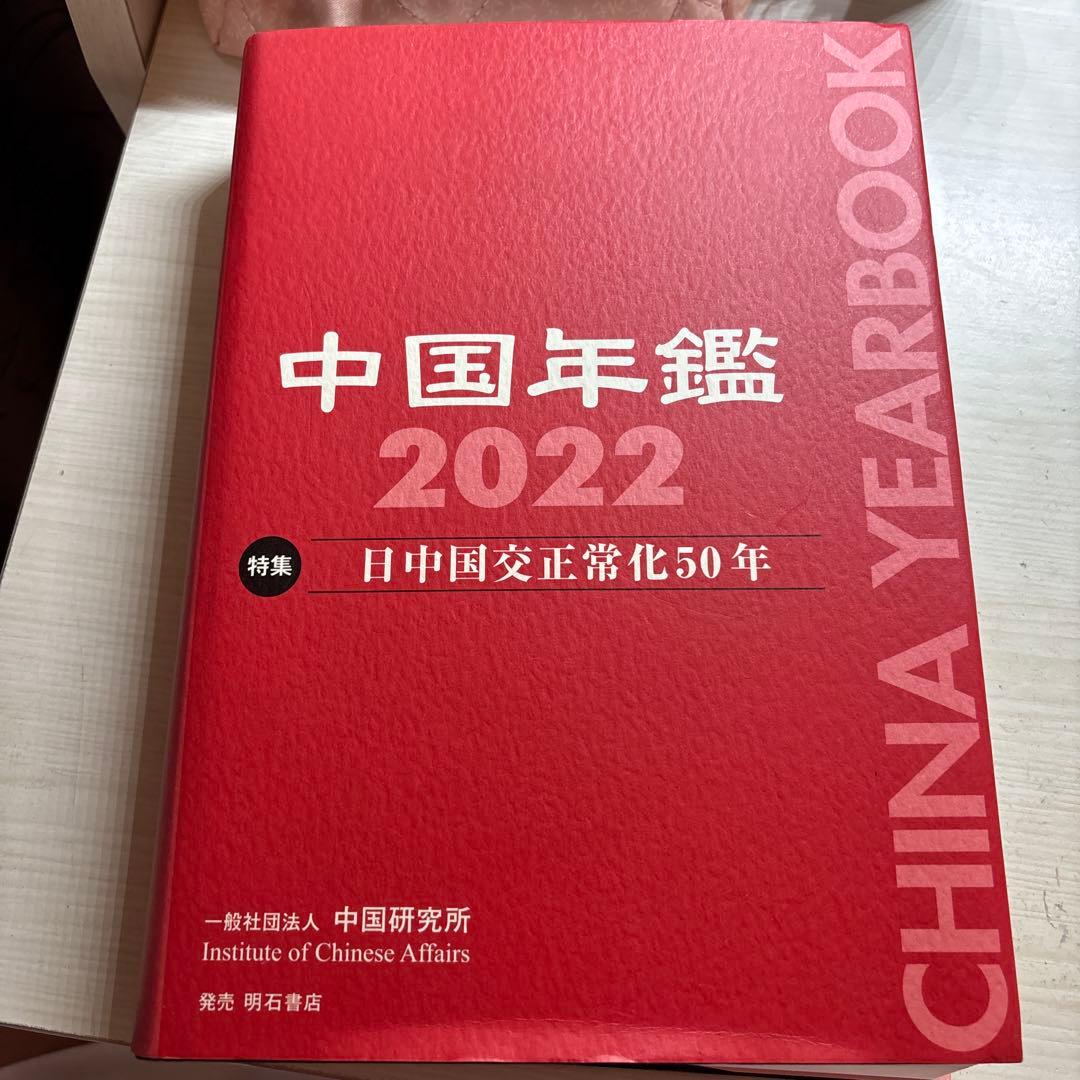 中国年鑑
2022
特集 日中国交正常化50年
一般社団法人 中国研究所
Institute of Chinese Affairs
発売 明石書店
CHINA YEARBOOK